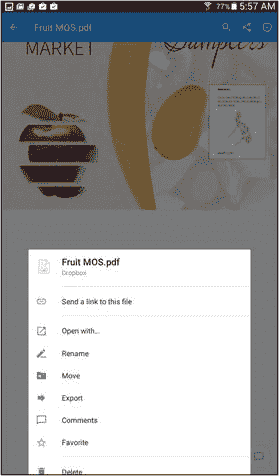 77% 5:57 AM
Fruit MOS.pdf
MARKET
Samplers
Fruit MOS.pdf
Dropbox
Send a link to this file
Open with...
Rename
Move
Export
Comments
Favorite
Delete...